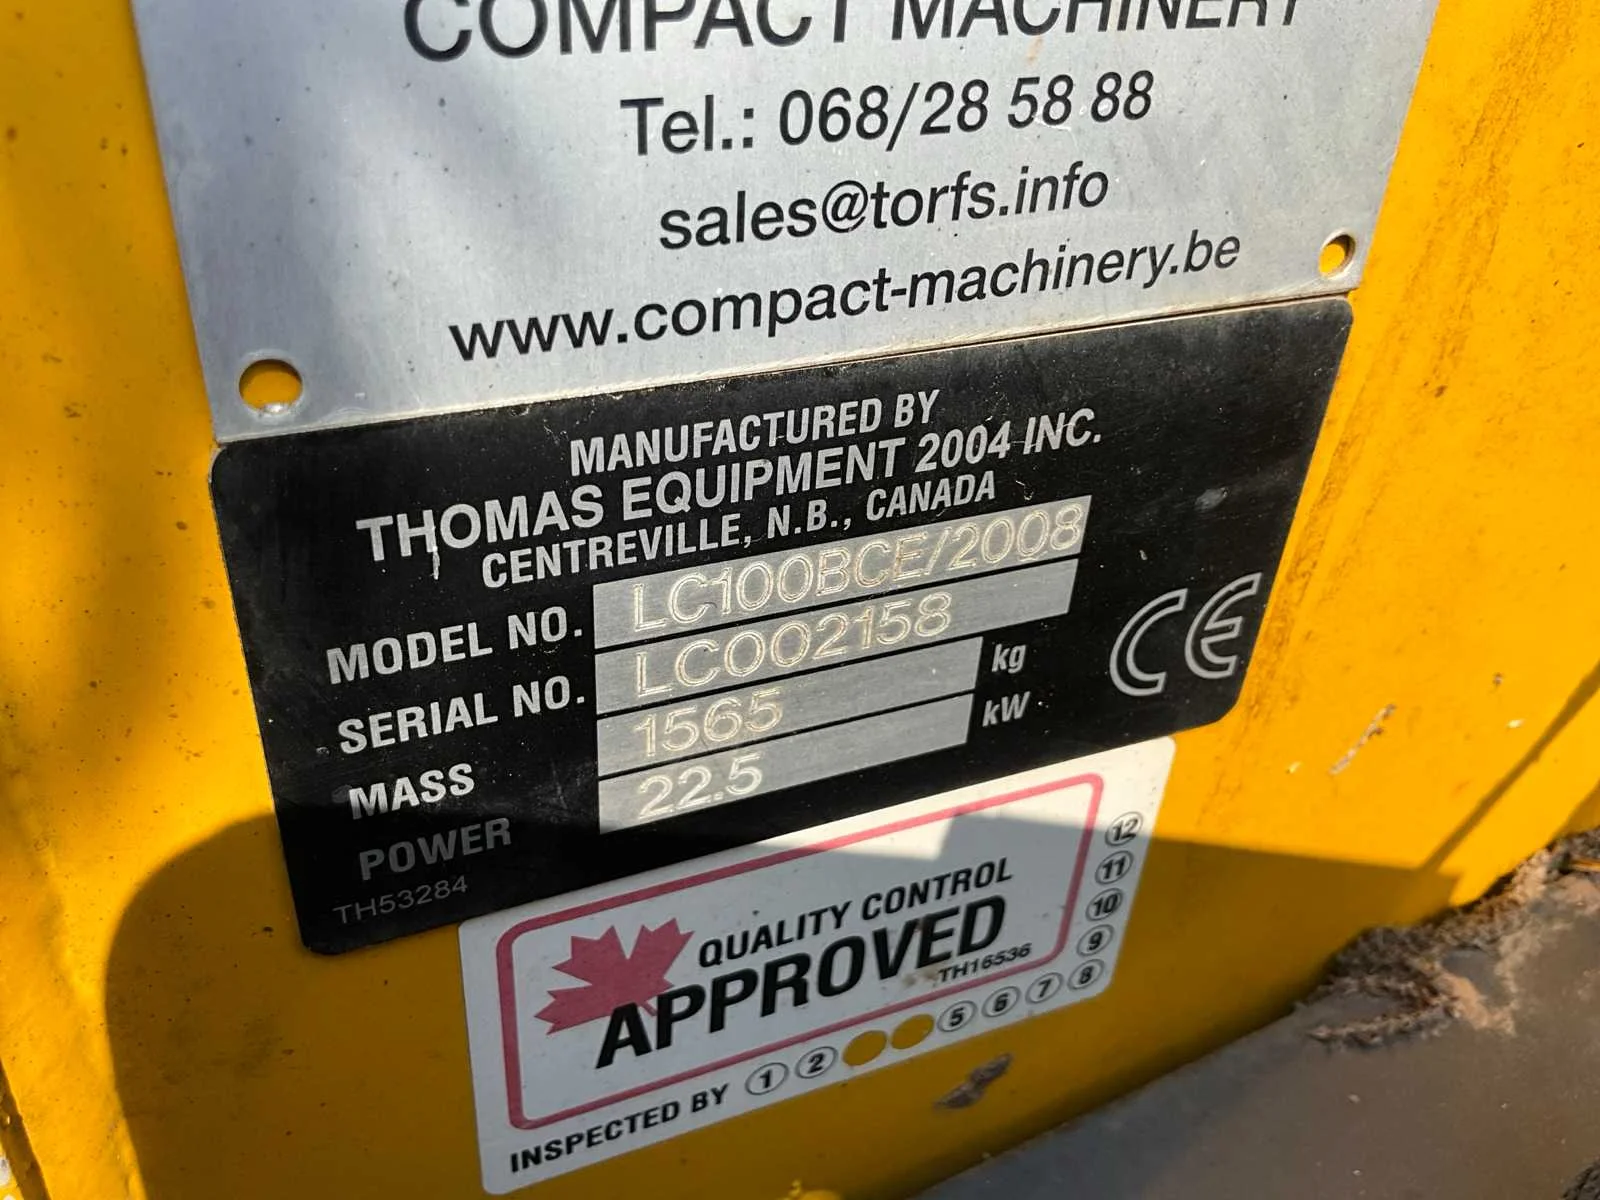 COMPACT MACHINERY
Tel.: 068/28 58 88
sales@torfs.info
www.compact-machinery.be
MANUFACTURED BY
THOMAS EQUIPMENT 2004 INC.
CENTREVILLE, N.B., CANADA
MODEL NO. LC100BCE/2008
SERIAL NO. LC002158
MASS 1565 kg
POWER 22.5 kW
TH53284
CE
QUALITY CONTROL
APPROVED
TH16536
INSPECTED BY 1 2 5 6 7 8 9 10 11 12